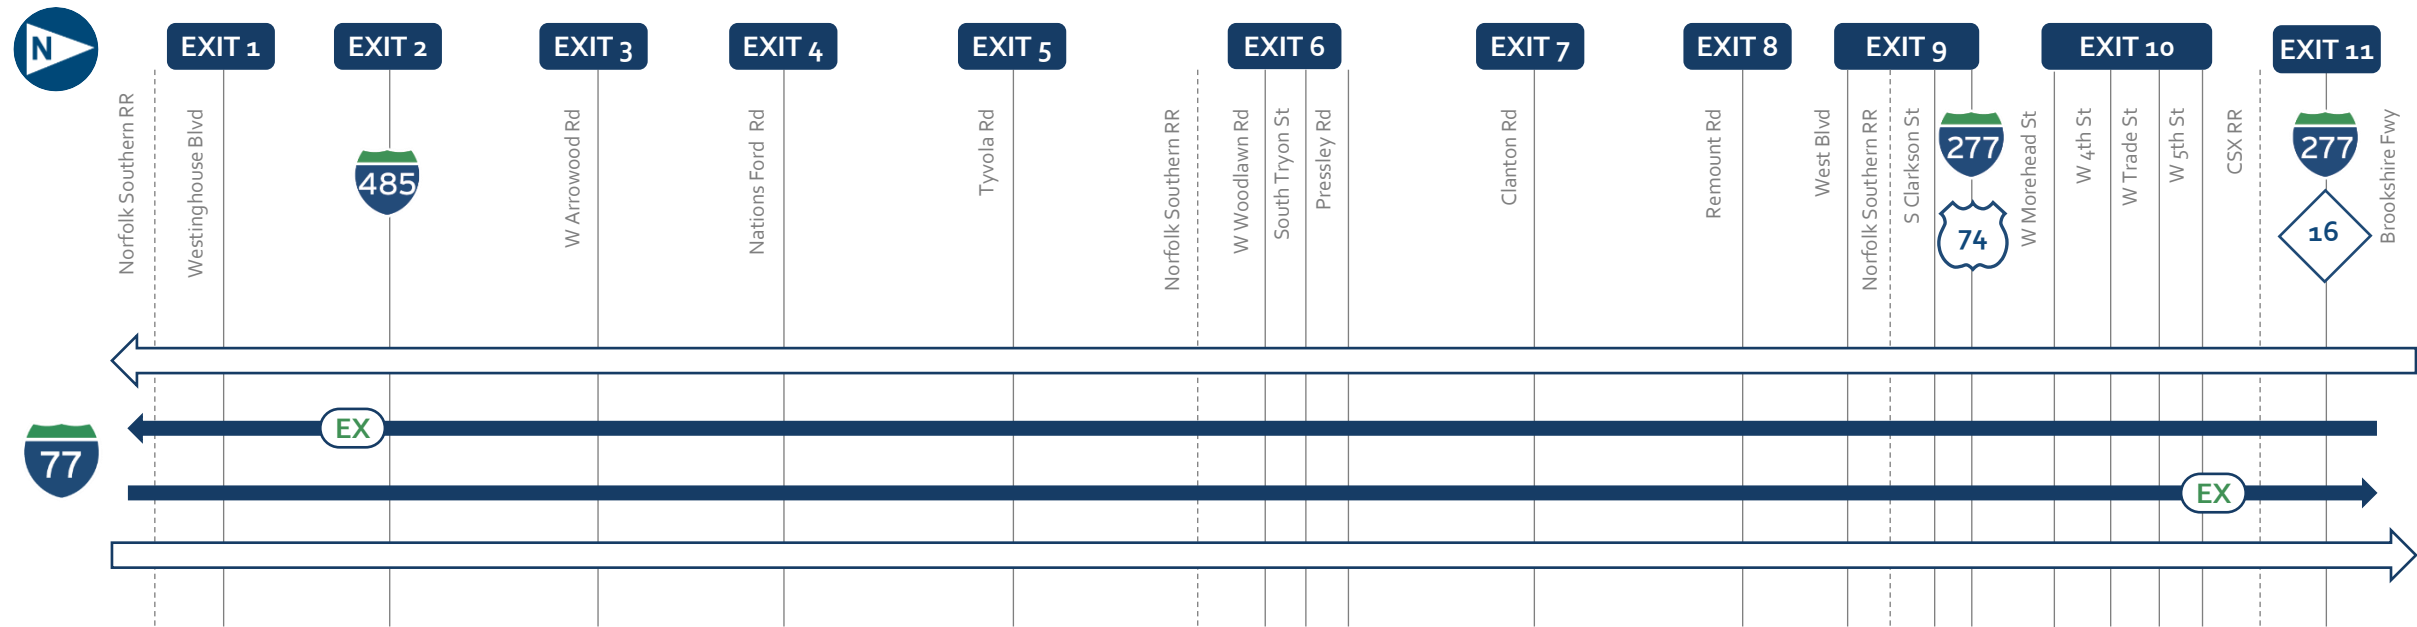 N
EXIT 1
EXIT 2
EXIT 3
EXIT 4
EXIT 5
EXIT 6
EXIT 7
EXIT 8
EXIT 9
EXIT 10
EXIT 11
Norfolk Southern RR
Westinghouse Blvd
485
W Arrowood Rd
Nations Ford Rd
Tyvola Rd
Norfolk Southern RR
W Woodlawn Rd
South Tryon St
Pressley Rd
Clanton Rd
Remount Rd
West Blvd
Norfolk Southern RR
S Clarkson St
277
74
W Morehead St
W 4th St
W Trade St
W 5th St
CSX RR
277
16
Brookshire Fwy
EX
77
EX